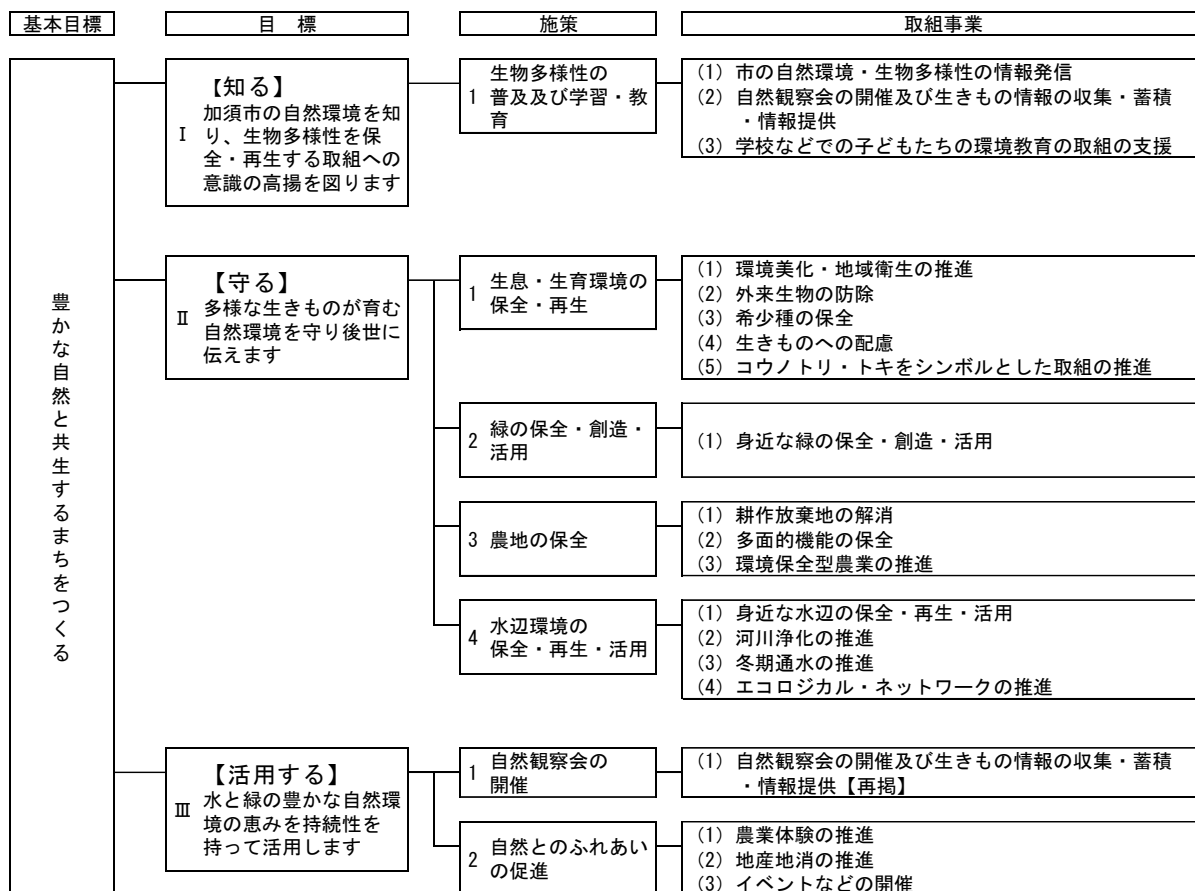 基本目標
目　標
施策
取組事業
豊かな自然と共生するまちをつくる
【知る】
Ⅰ 加須市の自然環境を知
り、生物多様性を保
全・再生する取組への
意識の高揚を図ります
1 生物多様性の
普及及び学習・教
育
(1) 市の自然環境・生物多様性の情報発信
(2) 自然観察会の開催及び生きもの情報の収集・蓄積
・情報提供
(3) 学校などでの子どもたちの環境教育の取組の支援
【守る】
Ⅱ 多様な生きものが育む
自然環境を守り後世に
伝えます
1 生息・生育環境の
保全・再生
(1) 環境美化・地域衛生の推進
(2) 外来生物の防除
(3) 希少種の保全
(4) 生きものへの配慮
(5) コウノトリ・トキをシンボルとした取組の推進
2 緑の保全・創造・
活用
(1) 身近な緑の保全・創造・活用
3 農地の保全
(1) 耕作放棄地の解消
(2) 多面的機能の保全
(3) 環境保全型農業の推進
4 水辺環境の
保全・再生・活用
(1) 身近な水辺の保全・再生・活用
(2) 河川浄化の推進
(3) 冬期通水の推進
(4) エコロジカル・ネットワークの推進
【活用する】
Ⅲ 水と緑の豊かな自然環
境の恵みを持続性を
持って活用します
1 自然観察会の
開催
(1) 自然観察会の開催及び生きもの情報の収集・蓄積
・情報提供【再掲】
2 自然とのふれあい
の促進
(1) 農業体験の推進
(2) 地産地消の推進
(3) イベントなどの開催